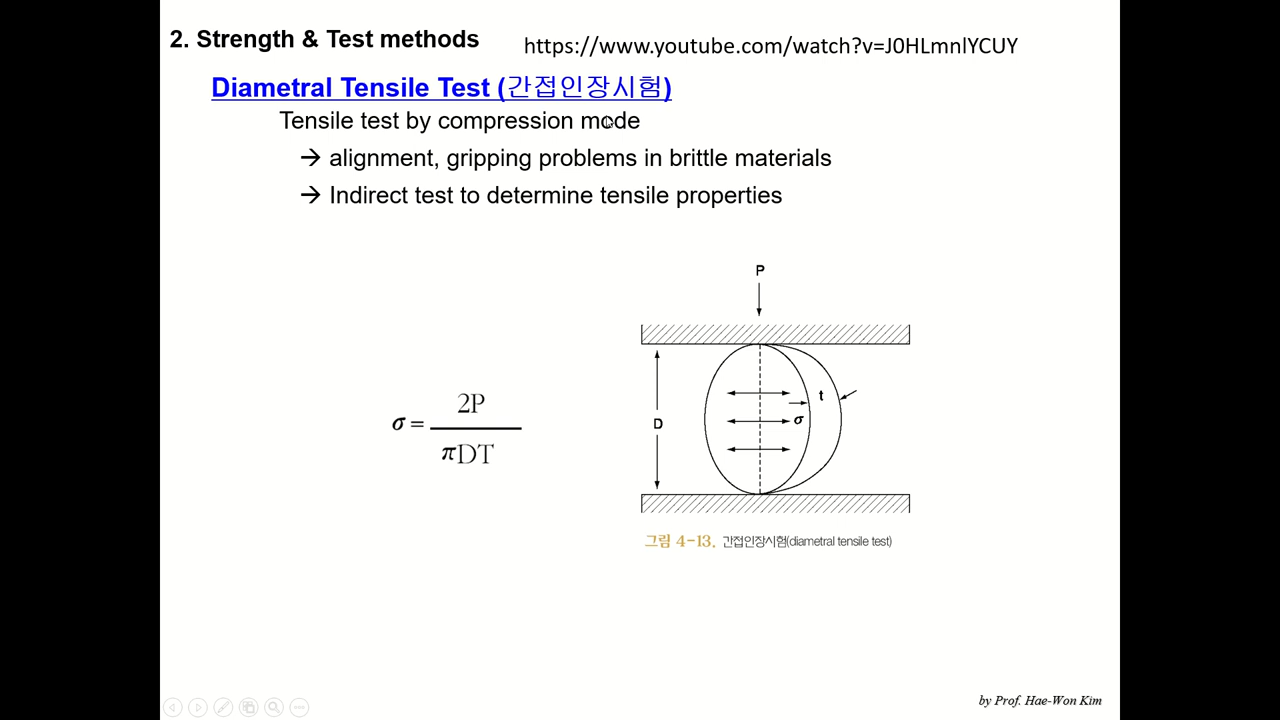 2. Strength & Test methods
https://www.youtube.com/watch?v=J0HLmnlYCUY
Diametral Tensile Test (간접인장시험)
Tensile test by compression mode
→ alignment, gripping problems in brittle materials
→ Indirect test to determine tensile properties
P
D
t
σ
σ = 2P / πDT
그림 4-13. 간접인장시험(diametral tensile test)
by Prof. Hae-Won Kim